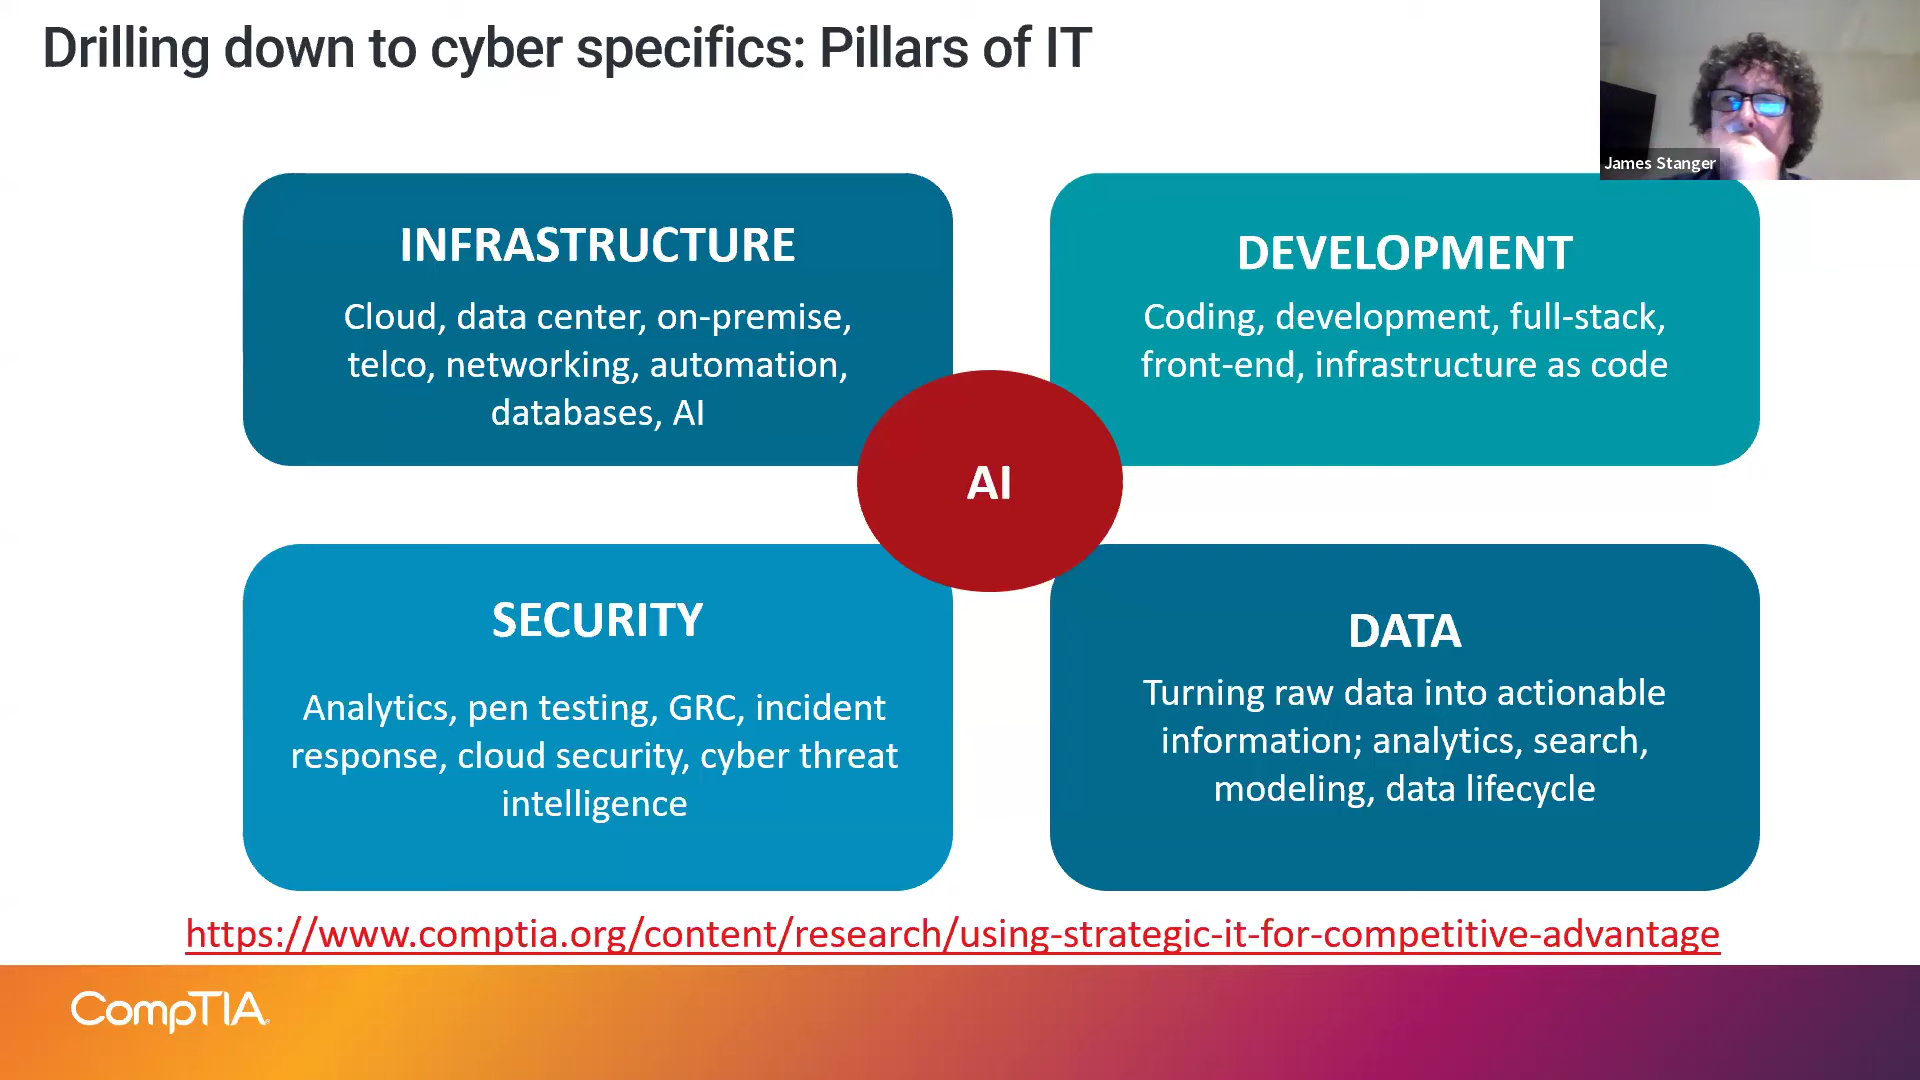 Drilling down to cyber specifics: Pillars of IT
James Stanger
INFRASTRUCTURE
Cloud, data center, on-premise,
telco, networking, automation,
databases, AI
DEVELOPMENT
Coding, development, full-stack,
front-end, infrastructure as code
AI
SECURITY
Analytics, pen testing, GRC, incident
response, cloud security, cyber threat
intelligence
DATA
Turning raw data into actionable
information; analytics, search,
modeling, data lifecycle
https://www.comptia.org/content/research/using-strategic-it-for-competitive-advantage
CompTIA